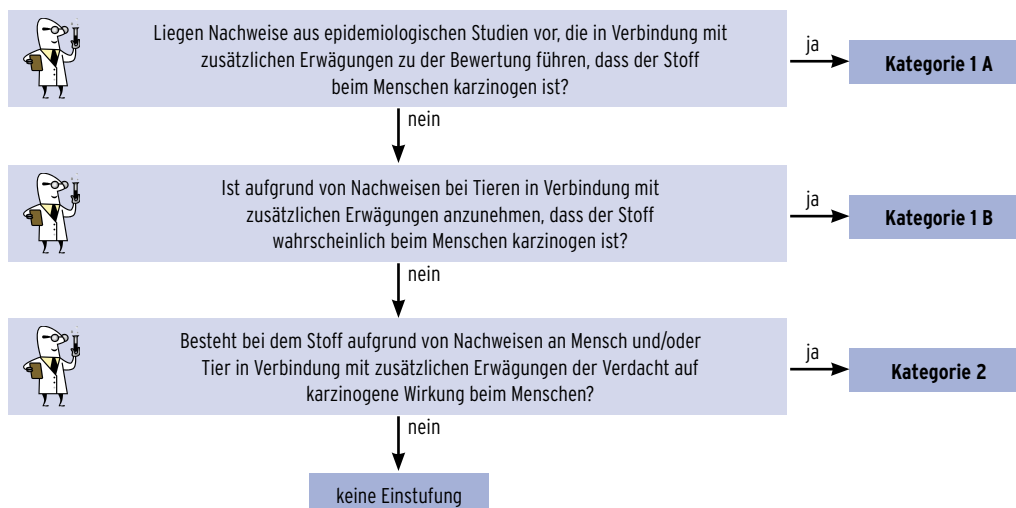 Liegen Nachweise aus epidemiologischen Studien vor, die in Verbindung mit
zusätzlichen Erwägungen zu der Bewertung führen, dass der Stoff
beim Menschen karzinogen ist?
ja
Kategorie 1 A
nein
Ist aufgrund von Nachweisen bei Tieren in Verbindung mit
zusätzlichen Erwägungen anzunehmen, dass der Stoff
wahrscheinlich beim Menschen karzinogen ist?
ja
Kategorie 1 B
nein
Besteht bei dem Stoff aufgrund von Nachweisen an Mensch und/oder
Tier in Verbindung mit zusätzlichen Erwägungen der Verdacht auf
karzinogene Wirkung beim Menschen?
ja
Kategorie 2
nein
keine Einstufung